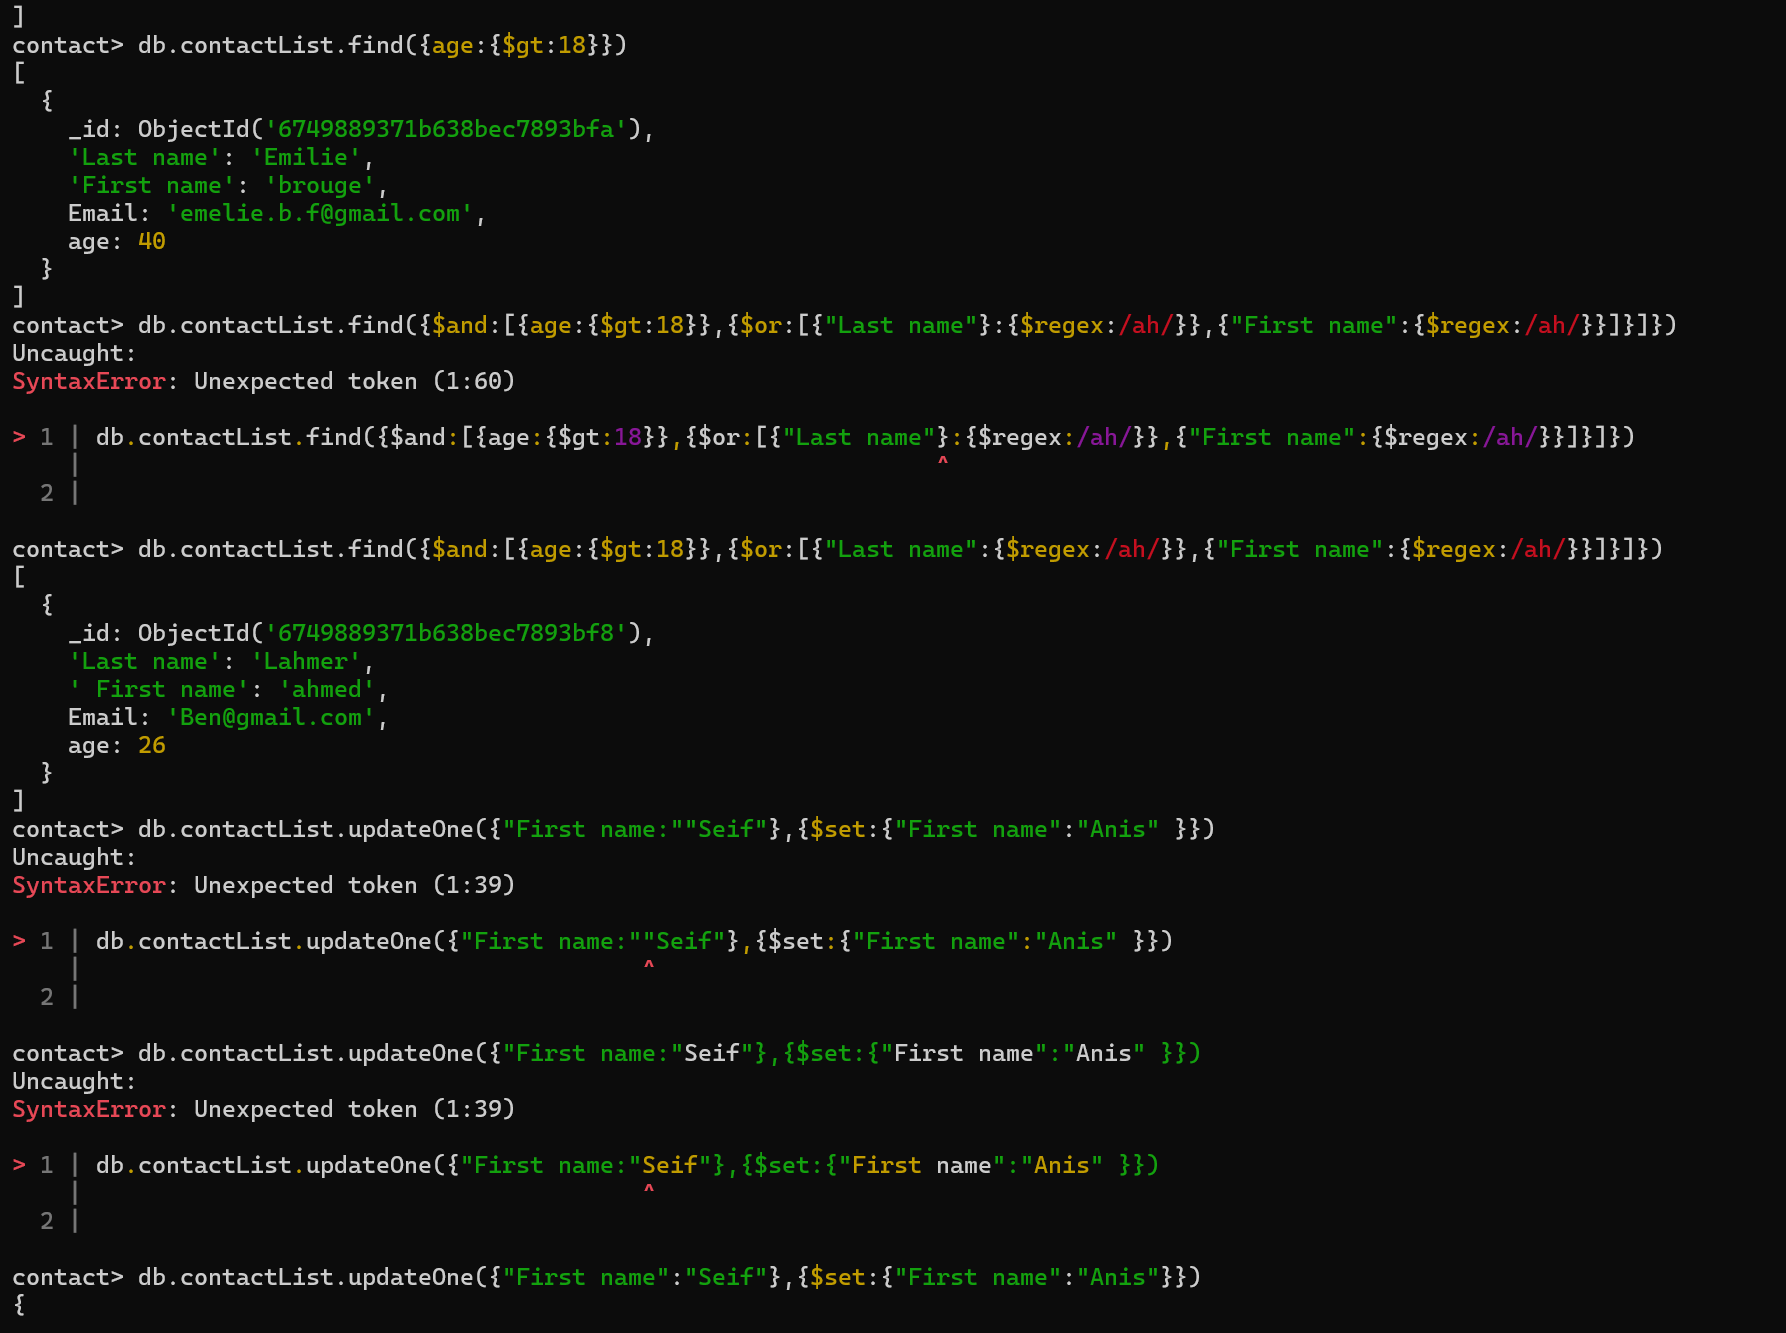 ]
contact> db.contactList.find({age:{$gt:18}})
[
  {
    _id: ObjectId('6749889371b638bec7893bfa'),
    'Last name': 'Emilie',
    'First name': 'brouge',
    Email: 'emelie.b.f@gmail.com',
    age: 40
  }
]
contact> db.contactList.find({$and:[{age:{$gt:18}},{$or:[{"Last name"}:{$regex:/ah/}},{"First name":{$regex:/ah/}}]}]})
Uncaught:
SyntaxError: Unexpected token (1:60)

> 1 | db.contactList.find({$and:[{age:{$gt:18}},{$or:[{"Last name"}:{$regex:/ah/}},{"First name":{$regex:/ah/}}]}]})
    |                                                             ^
  2 |

contact> db.contactList.find({$and:[{age:{$gt:18}},{$or:[{"Last name":{$regex:/ah/}},{"First name":{$regex:/ah/}}]}]})
[
  {
    _id: ObjectId('6749889371b638bec7893bf8'),
    'Last name': 'Lahmer',
    ' First name': 'ahmed',
    Email: 'Ben@gmail.com',
    age: 26
  }
]
contact> db.contactList.updateOne({"First name:""Seif"},{$set:{"First name":"Anis" }})
Uncaught:
SyntaxError: Unexpected token (1:39)

> 1 | db.contactList.updateOne({"First name:""Seif"},{$set:{"First name":"Anis" }})
    |                                        ^
  2 |

contact> db.contactList.updateOne({"First name:"Seif"},{$set:{"First name":"Anis" }})
Uncaught:
SyntaxError: Unexpected token (1:39)

> 1 | db.contactList.updateOne({"First name:"Seif"},{$set:{"First name":"Anis" }})
    |                                        ^
  2 |

contact> db.contactList.updateOne({"First name":"Seif"},{$set:{"First name":"Anis"}})
{